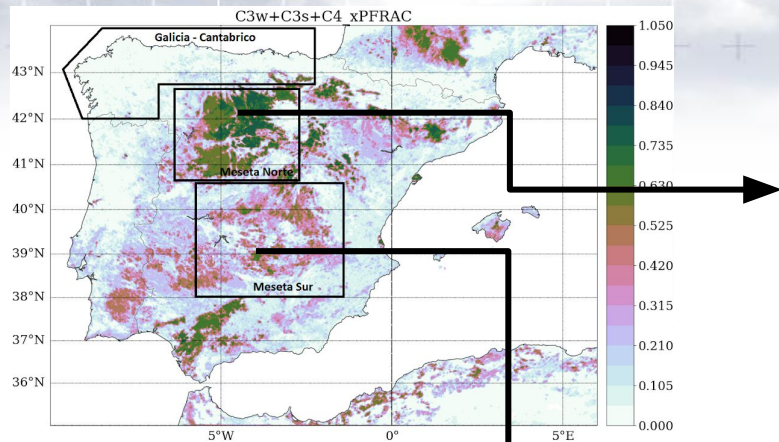 C3w+C3s+C4_xPFRAC
Galicia - Cantabrico
Meseta Norte
Meseta Sur
43°N
42°N
41°N
40°N
39°N
38°N
37°N
36°N
5°W
0°
5°E
1.050
0.945
0.840
0.735
0.630
0.525
0.420
0.315
0.210
0.105
0.000